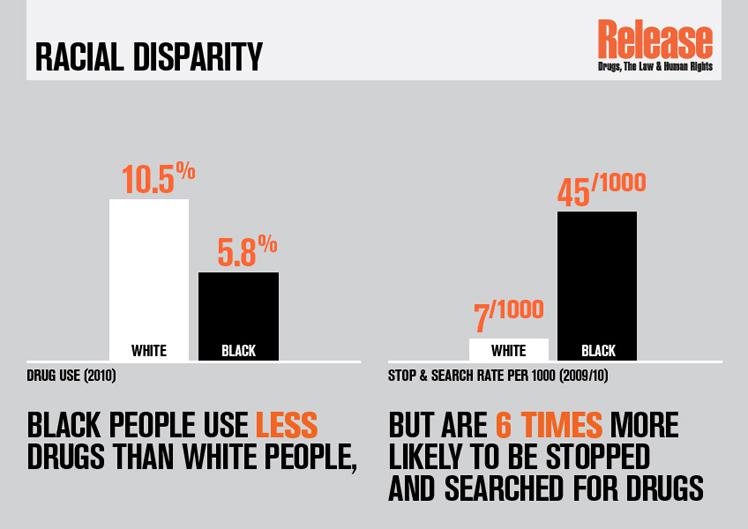 RACIAL DISPARITY
Release
Drugs, The Law & Human Rights
10.5%
5.8%
WHITE
BLACK
DRUG USE (2010)
BLACK PEOPLE USE LESS
DRUGS THAN WHITE PEOPLE,
45/1000
7/1000
WHITE
BLACK
STOP & SEARCH RATE PER 1000 (2009/10)
BUT ARE 6 TIMES MORE
LIKELY TO BE STOPPED
AND SEARCHED FOR DRUGS